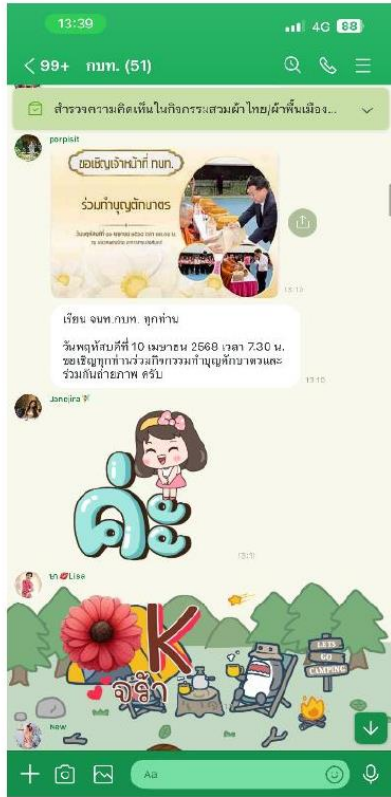 13:39
4G 88
99+ กบท. (51)
สำรวจความคิดเห็นในกิจกรรมสวมผ้าไทย/ผ้าพื้นเมือง...
porpisit
ขอเชิญเจ้าหน้าที่ กบท.
ร่วมทำบุญตักบาตร
13:10
เรียน จนท.กบท. ทุกท่าน
วันพฤหัสบดีที่ 10 เมษายน 2568 เวลา 7.30 น.
ขอเชิญทุกท่านร่วมกิจกรรมทำบุญตักบาตรและ
ร่วมกันถ่ายภาพ ครับ
13:10
Janejira
ค่ะ
13:11
Lisa
OK
จร้า
LETS
GO
CAMPING
New
Aa